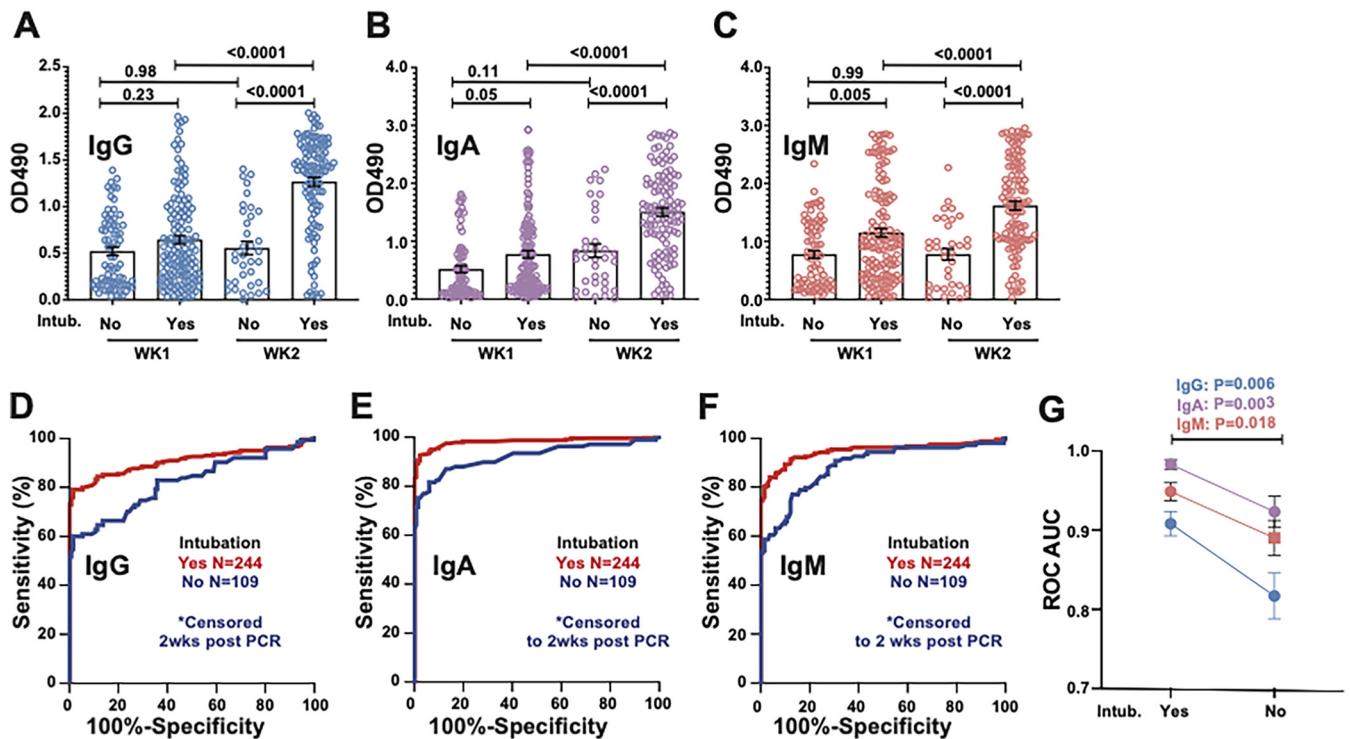 A
B
C
<0.0001
0.98
0.23
<0.0001
IgG
OD490
2.5
2.0
1.5
1.0
0.5
0.0
Intub.
No
Yes
No
Yes
WK1
WK2
<0.0001
0.11
0.05
<0.0001
IgA
OD490
4.0
3.0
2.0
1.0
0.0
No
Yes
No
Yes
WK1
WK2
<0.0001
0.99
0.005
<0.0001
IgM
OD490
4.0
3.0
2.0
1.0
0.0
Intub.
No
Yes
No
Yes
WK1
WK2
D
Sensitivity (%)
100
80
60
40
20
0
IgG
Intubation
Yes N=244
No N=109
*Censored
2wks post PCR
0 20 40 60 80 100
100%-Specificity
E
Sensitivity (%)
100
80
60
40
20
0
IgA
Intubation
Yes N=244
No N=109
*Censored
to 2wks post PCR
0 20 40 60 80 100
100%-Specificity
F
Sensitivity (%)
100
80
60
40
20
0
IgM
Intubation
Yes N=244
No N=109
*Censored
to 2 wks post PCR
0 20 40 60 80 100
100%-Specificity
G
IgG: P=0.006
IgA: P=0.003
IgM: P=0.018
ROC AUC
1.0
0.9
0.8
0.7
Intub. Yes No